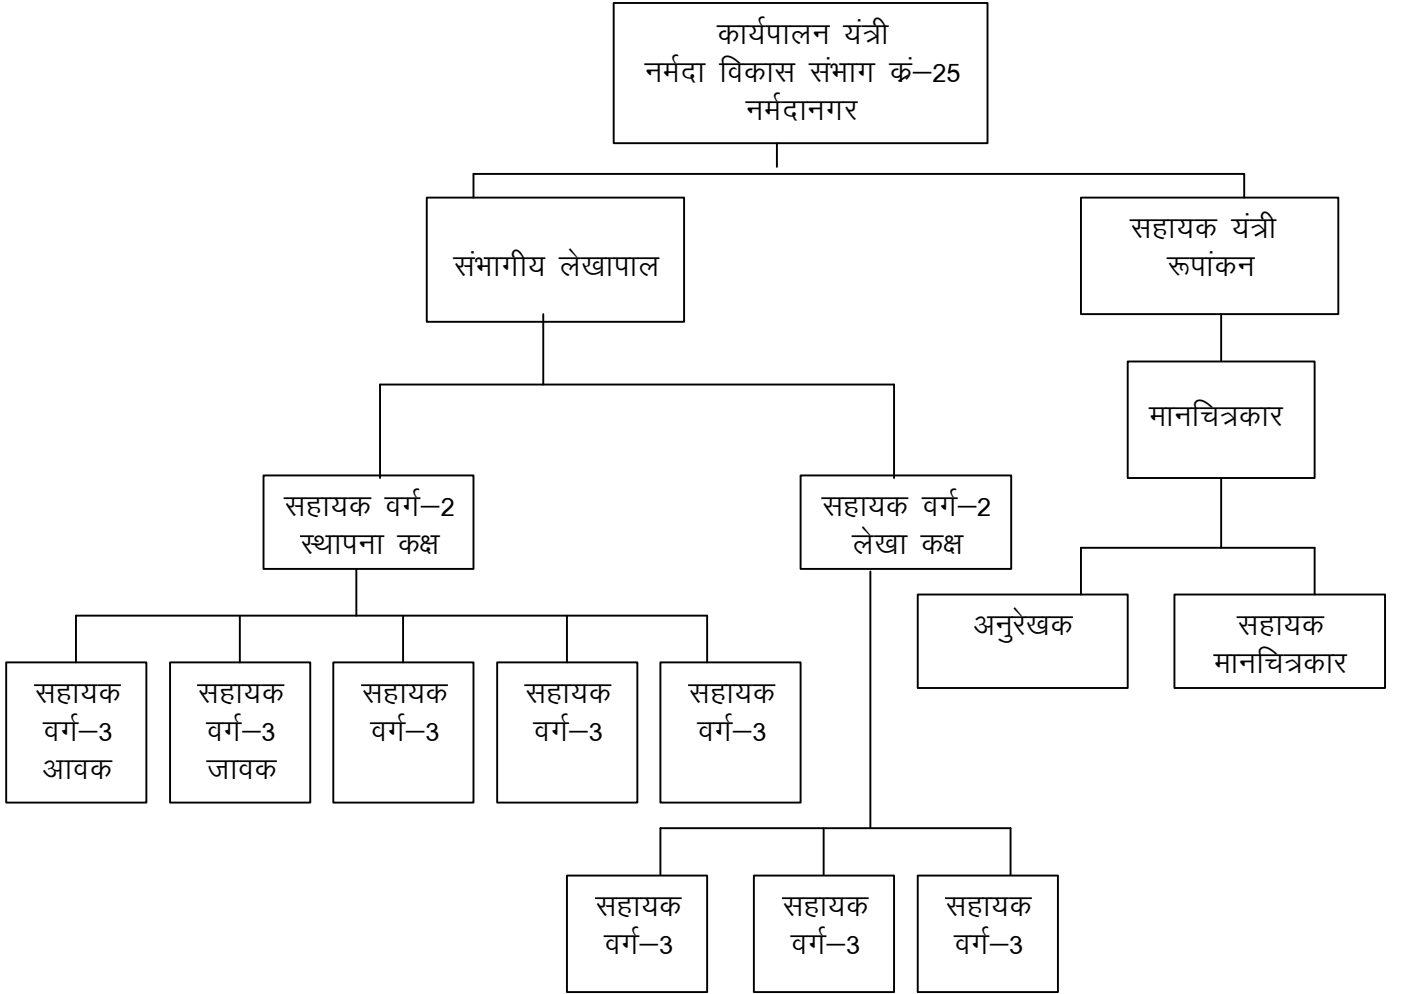 कार्यपालन यंत्री
नर्मदा विकास संभाग क्रं–25
नर्मदानगर
संभागीय लेखापाल
सहायक यंत्री
रूपांकन
मानचित्रकार
सहायक वर्ग–2
स्थापना कक्ष
सहायक वर्ग–2
लेखा कक्ष
अनुरेखक
सहायक
मानचित्रकार
सहायक
वर्ग–3
आवक
सहायक
वर्ग–3
जावक
सहायक
वर्ग–3
सहायक
वर्ग–3
सहायक
वर्ग–3
सहायक
वर्ग–3
सहायक
वर्ग–3
सहायक
वर्ग–3